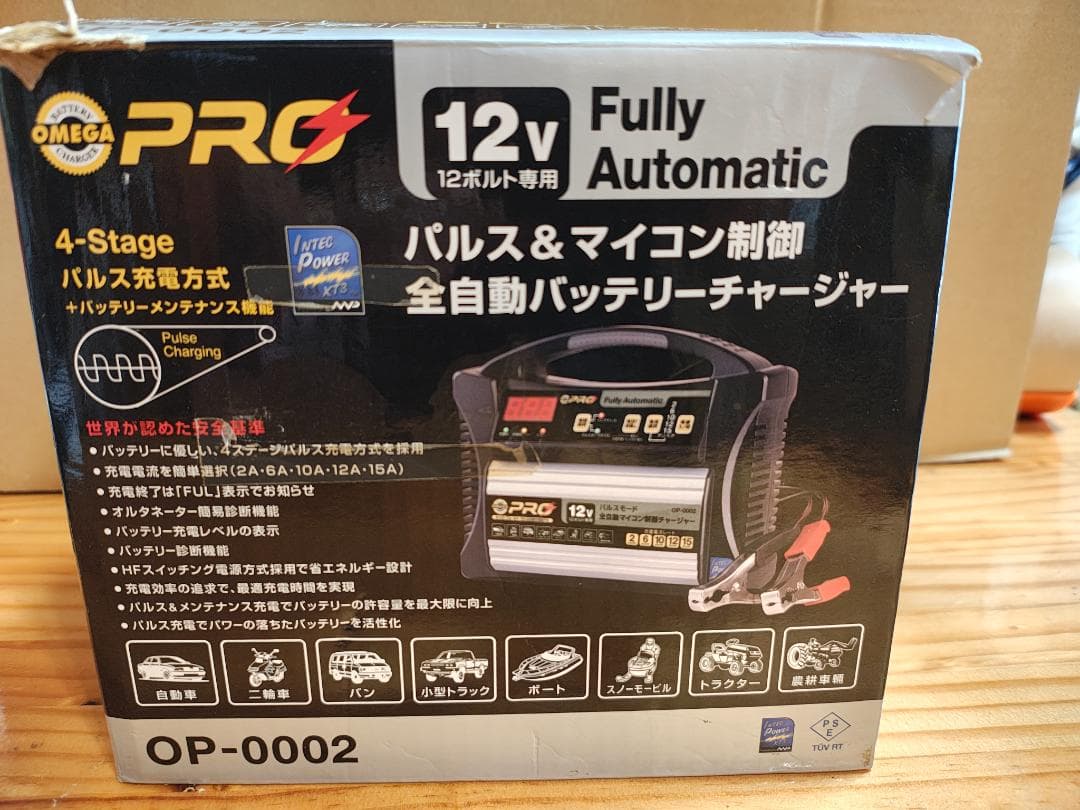 OP-0002
BATTERY
OMEGA
CHARGER
PRO
12V
12ボルト専用
Fully
Automatic
4-Stage
パルス充電方式
+バッテリーメンテナンス機能
INTEC
POWER
XT3
パルス&マイコン制御
全自動バッテリーチャージャー
Pulse
Charging
世界が認めた安全基準
●バッテリーに優しい、4ステージパルス充電方式を採用
●充電電流を簡単選択(2A・6A・10A・12A・15A)
●充電終了は「FUL」表示でお知らせ
●オルタネーター簡易診断機能
●バッテリー充電レベルの表示
●バッテリー診断機能
●HFスイッチング電源方式採用で省エネルギー設計
●充電効率の追求で、最適充電時間を実現
●パルス&メンテナンス充電でバッテリーの許容量を最大限に向上
●パルス充電でパワーの落ちたバッテリーを活性化
PRO
Fully Automatic
PRO
12V
パルスモード
OP-0002
全自動マイコン制御チャージャー
2 6 10 12 15
自動車
二輪車
バン
小型トラック
ボート
スノーモービル
トラクター
農耕車輛
OP-0002
INTEC
POWER
XT3
PS
E
TÜV RT